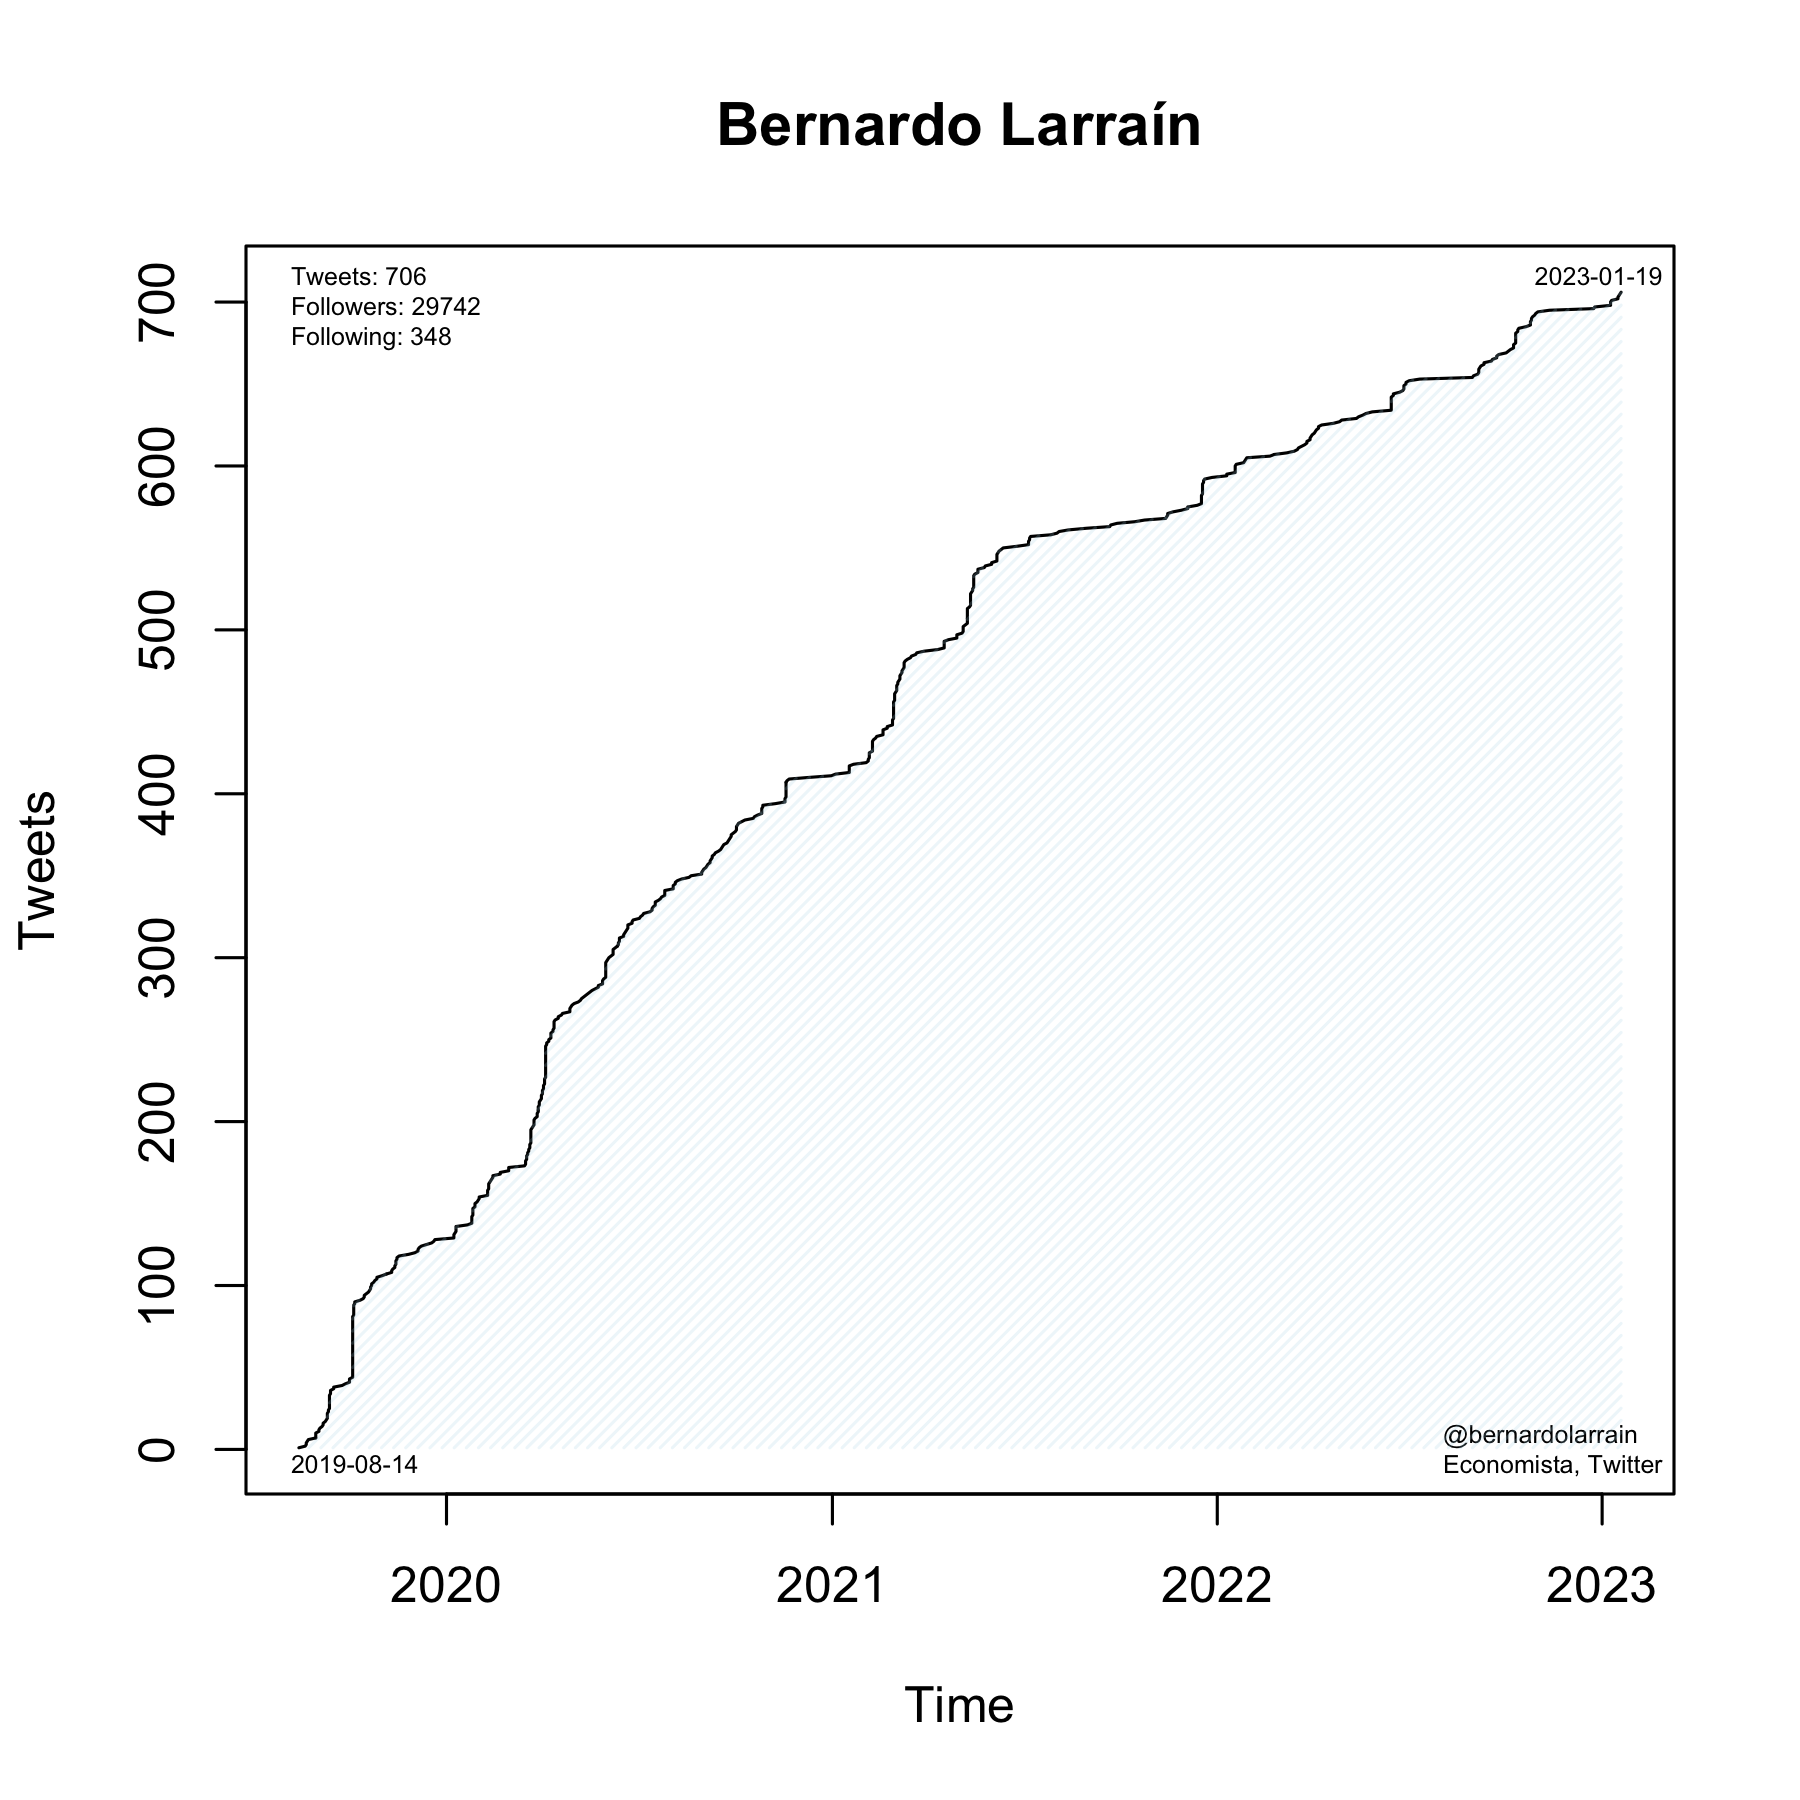 Bernardo Larraín
Tweets: 706
Followers: 29742
Following: 348
2023-01-19
700
600
500
400
300
200
100
0
Tweets
2019-08-14
@bernardolarrain
Economista, Twitter
2020
2021
2022
2023
Time